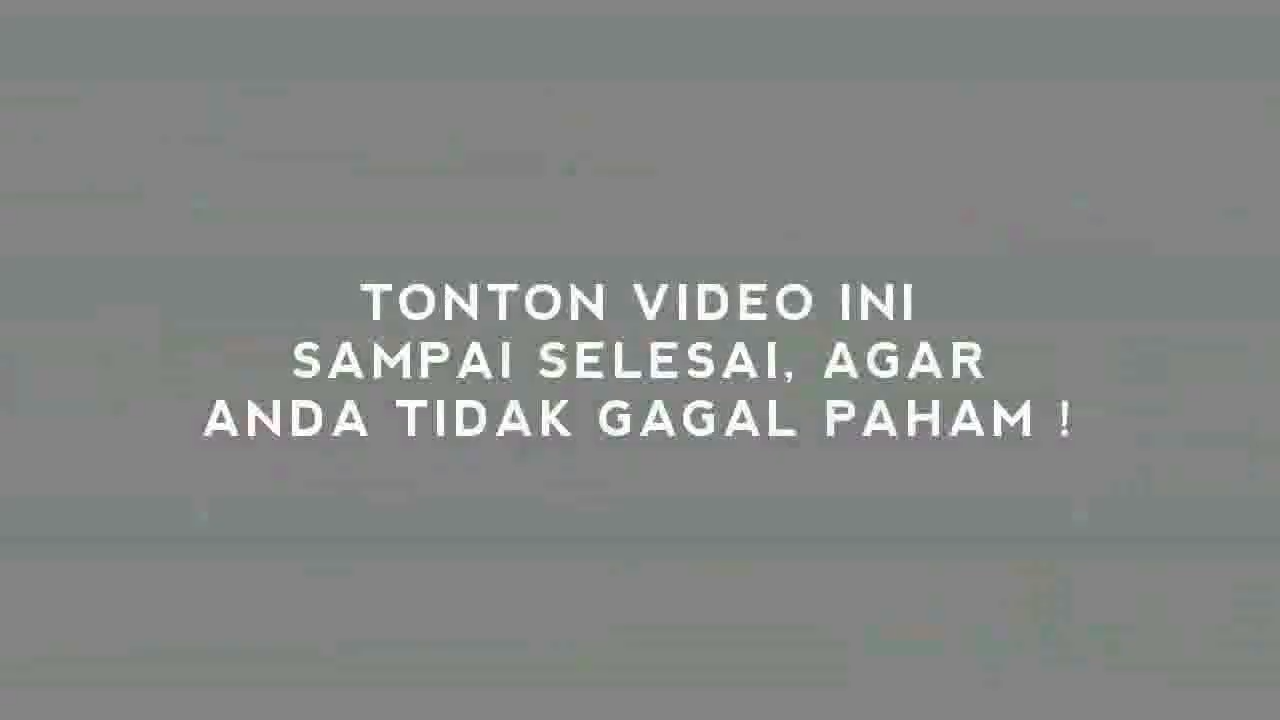 TONTON VIDEO INI
SAMPAI SELESAI, AGAR
ANDA TIDAK GAGAL PAHAM !